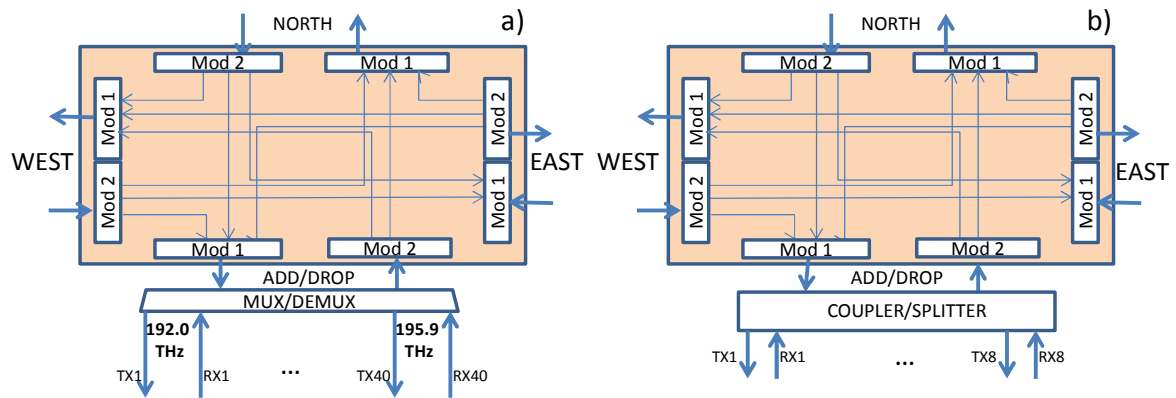 a)
NORTH
Mod 2
Mod 1
Mod 1
Mod 2
WEST
EAST
Mod 2
Mod 1
Mod 1
Mod 2
ADD/DROP
MUX/DEMUX
192.0
THz
195.9
THz
TX1
RX1
...
TX40
RX40
b)
NORTH
Mod 2
Mod 1
Mod 1
Mod 2
WEST
EAST
Mod 2
Mod 1
Mod 1
Mod 2
ADD/DROP
COUPLER/SPLITTER
TX1
RX1
...
TX8
RX8